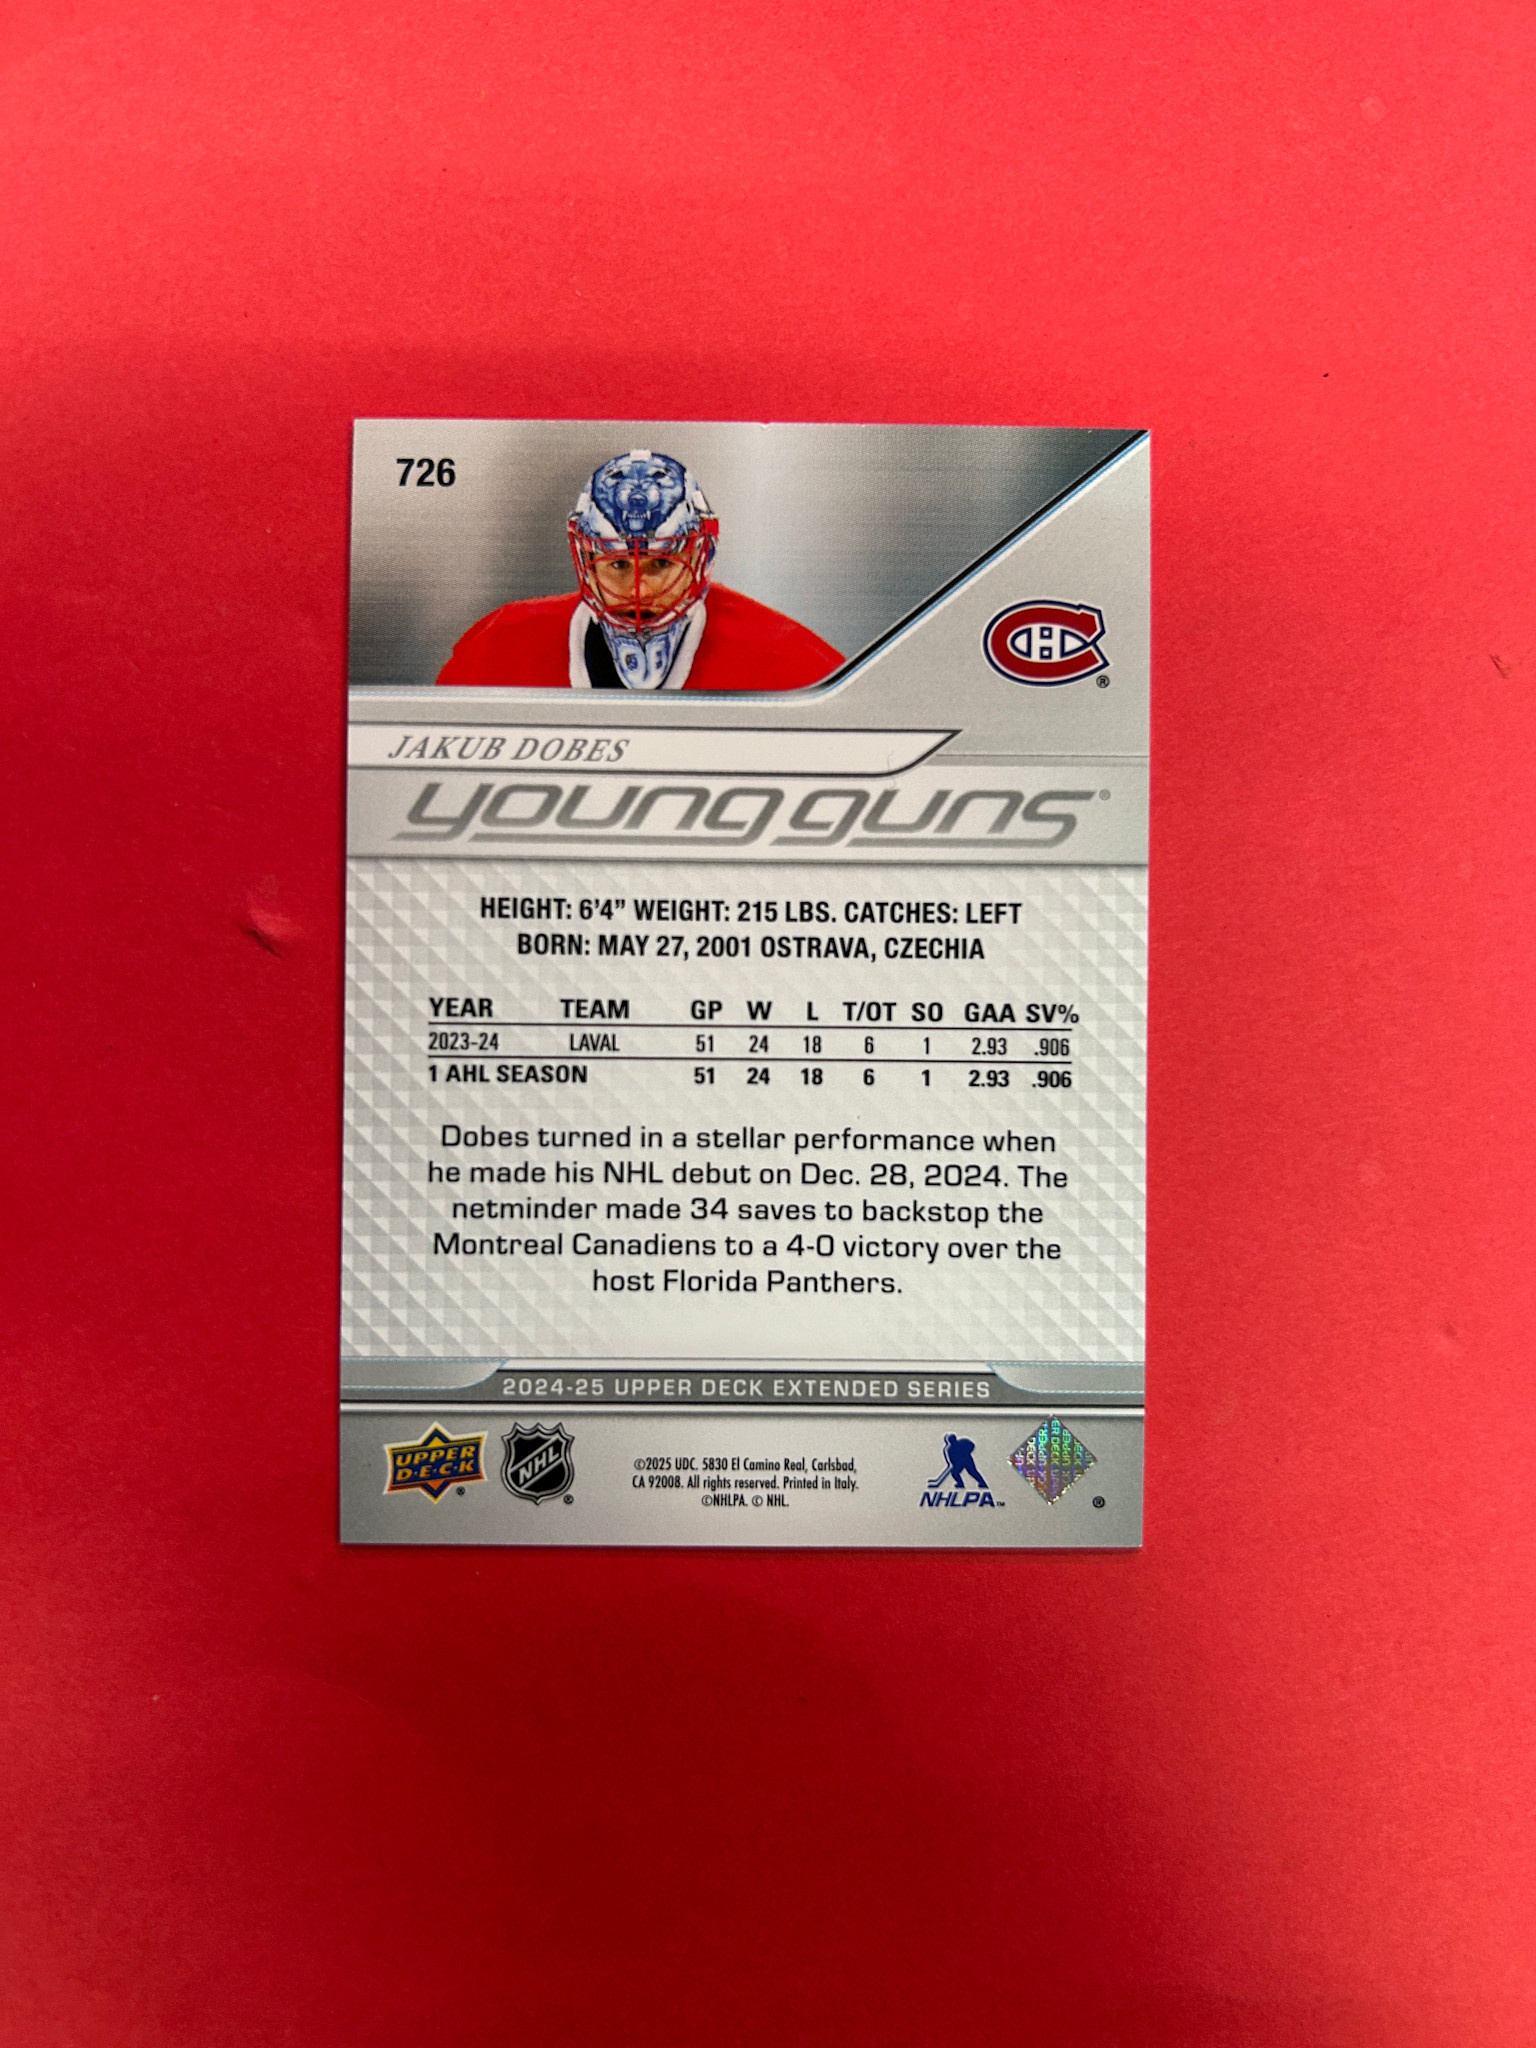 726
JAKUB DOBES
young guns®
HEIGHT: 6'4” WEIGHT: 215 LBS. CATCHES: LEFT
BORN: MAY 27, 2001 OSTRAVA, CZECHIA
YEAR TEAM GP W L T/OT SO GAA SV%
2023-24 LAVAL 51 24 18 6 1 2.93 .906
1 AHL SEASON 51 24 18 6 1 2.93 .906
Dobes turned in a stellar performance when
he made his NHL debut on Dec. 28, 2024. The
netminder made 34 saves to backstop the
Montreal Canadiens to a 4-0 victory over the
host Florida Panthers.
2024-25 UPPER DECK EXTENDED SERIES
UPPER
D•E•C•K
®
NHL
®
©2025 UDC. 5830 El Camino Real, Carlsbad,
CA 92008. All rights reserved. Printed in Italy.
©NHLPA. © NHL.
NHLPA™
®